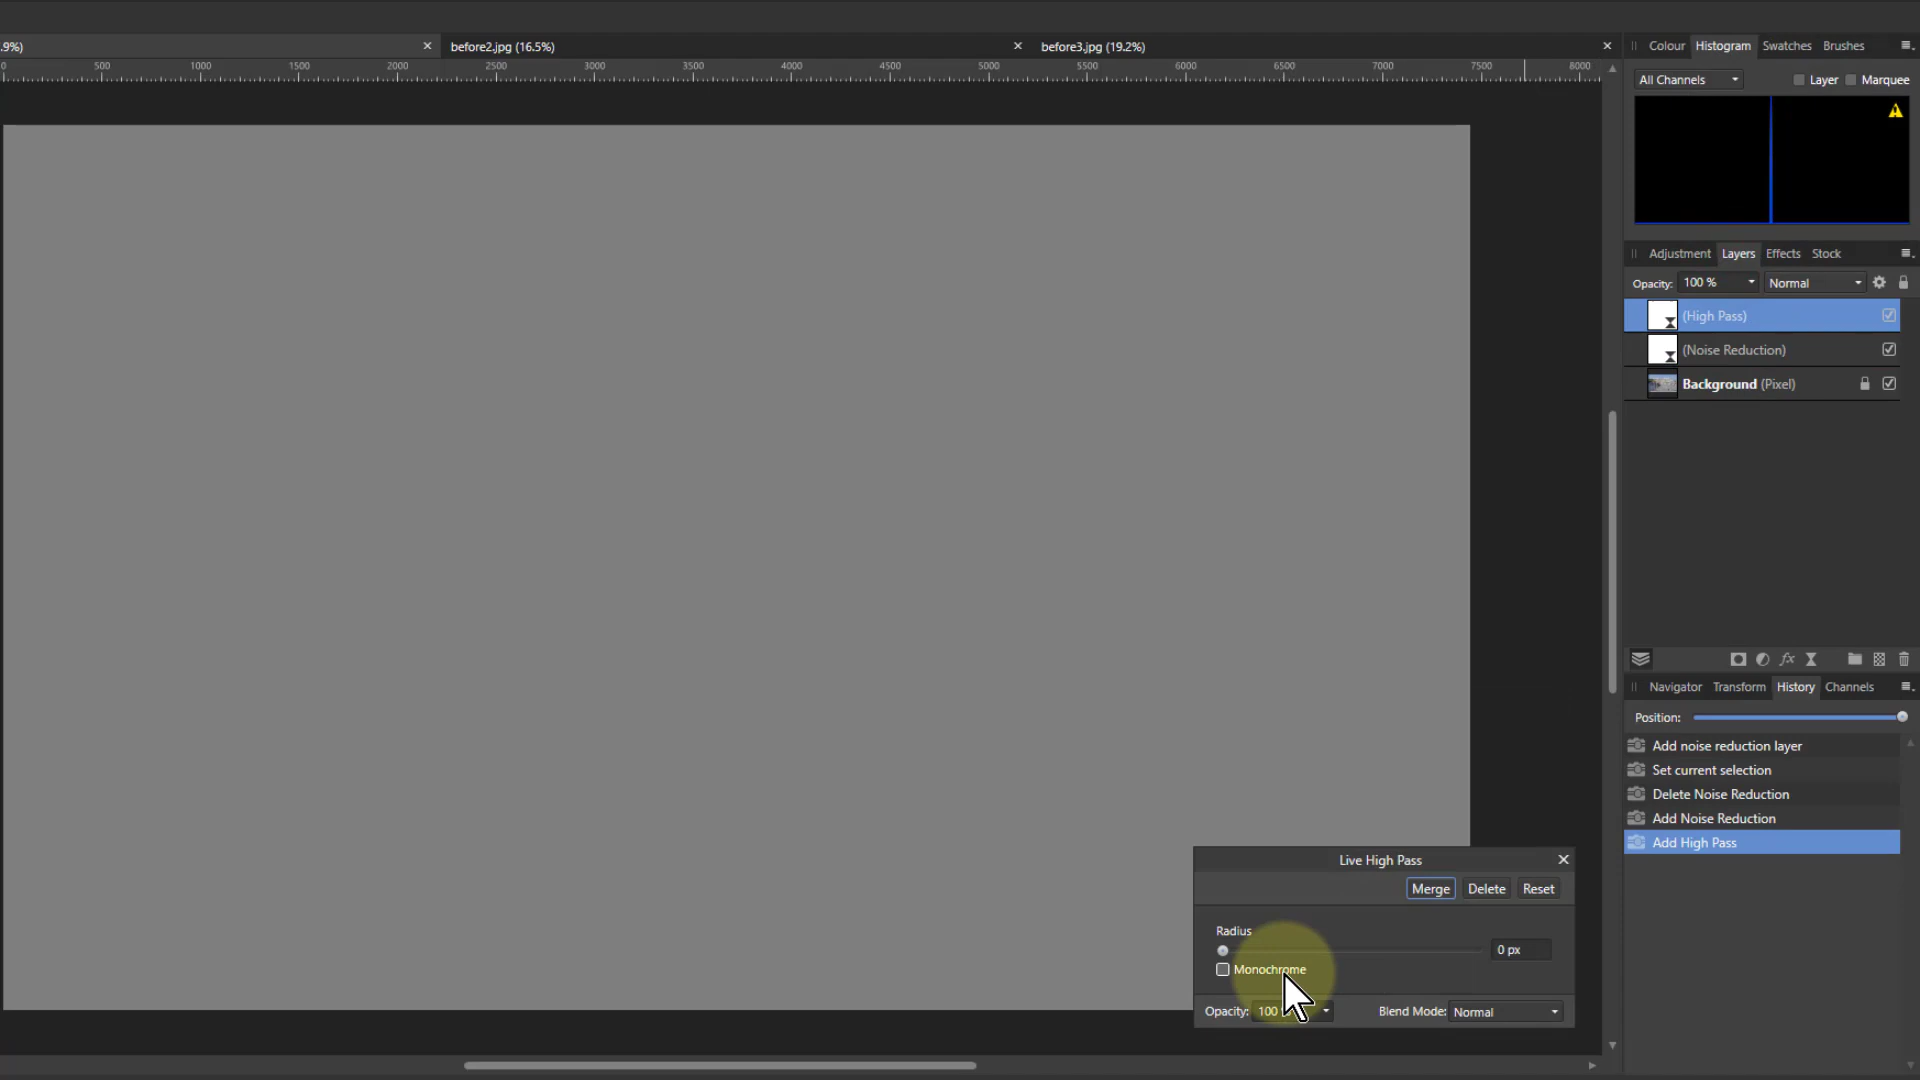 .9%)
before2.jpg (16.5%)
before3.jpg (19.2%)
0 500 1000 1500 2000 2500 3000 3500 4000 4500 5000 5500 6000 6500 7000 7500 8000
Colour Histogram Swatches Brushes
All Channels Layer Marquee
Adjustment Layers Effects Stock
Opacity: 100 % Normal
(High Pass)
(Noise Reduction)
Background (Pixel)
fx
Navigator Transform History Channels
Position:
Add noise reduction layer
Set current selection
Delete Noise Reduction
Add Noise Reduction
Add High Pass
Live High Pass
Merge Delete Reset
Radius
0 px
Monochrome
Opacity: 100 Blend Mode: Normal